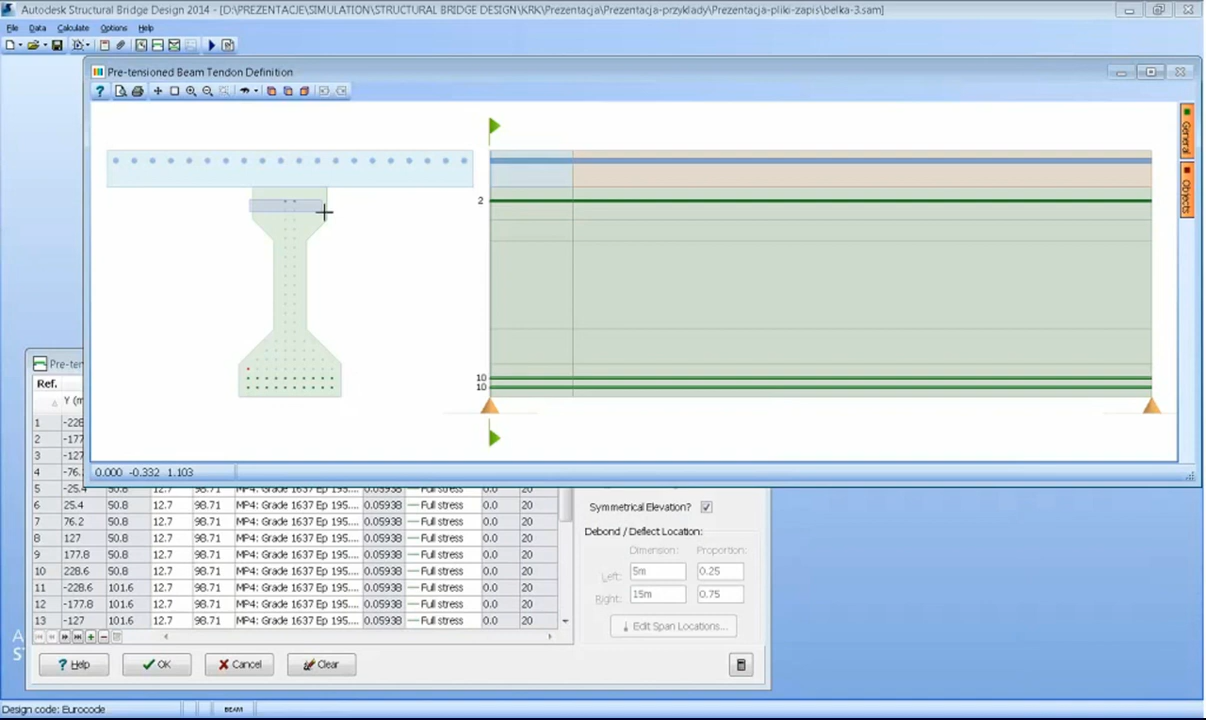 Autodesk Structural Bridge Design 2014 - [D:\PREZENTACJE\SIMULATION\STRUCTURAL BRIDGE DESIGN\KRK\Prezentacja\Prezentacja-przyklady\Prezentacja-pliki-zapis\belka-3.sam]
File Data Calculate Options Help
Pre-tensioned Beam Tendon Definition
General
Objects
2
10
10
0.000 -0.332 1.103
Pre-ten
Ref.
Y (m
1 -228
2 -177
3 -127
4 -76.
5 -25.4 50.8 12.7 98.71 MP4: Grade 1637 Ep 195.... 0.05938 Full stress 0.0 20
6 25.4 50.8 12.7 98.71 MP4: Grade 1637 Ep 195.... 0.05938 Full stress 0.0 20
7 76.2 50.8 12.7 98.71 MP4: Grade 1637 Ep 195.... 0.05938 Full stress 0.0 20
8 127 50.8 12.7 98.71 MP4: Grade 1637 Ep 195.... 0.05938 Full stress 0.0 20
9 177.8 50.8 12.7 98.71 MP4: Grade 1637 Ep 195.... 0.05938 Full stress 0.0 20
10 228.6 50.8 12.7 98.71 MP4: Grade 1637 Ep 195.... 0.05938 Full stress 0.0 20
11 -228.6 101.6 12.7 98.71 MP4: Grade 1637 Ep 195.... 0.05938 Full stress 0.0 20
12 -177.8 101.6 12.7 98.71 MP4: Grade 1637 Ep 195.... 0.05938 Full stress 0.0 20
13 -127 101.6 12.7 98.71 MP4: Grade 1637 Ep 195.... 0.05938 Full stress 0.0 20
Symmetrical Elevation?
Debond / Deflect Location:
Dimension: Proportion:
Left: 5m 0.25
Right: 15m 0.75
Edit Span Locations...
Help OK Cancel Clear
Design code: Eurocode BEAM